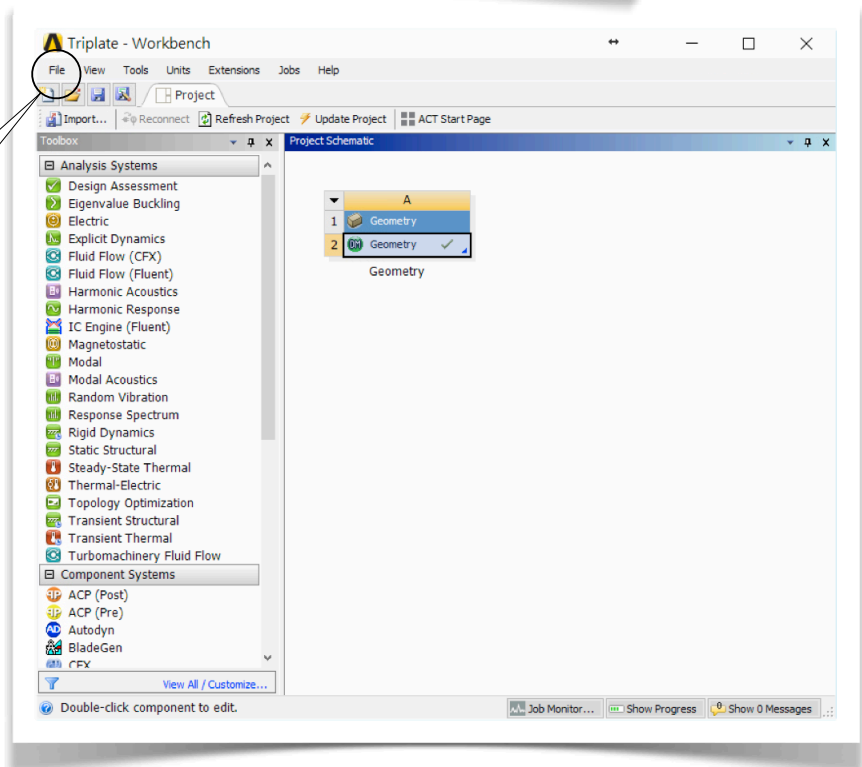 Triplate - Workbench
File View Tools Units Extensions Jobs Help
Project
Import... Reconnect Refresh Project Update Project ACT Start Page
Toolbox
Project Schematic
Analysis Systems
Design Assessment
Eigenvalue Buckling
Electric
Explicit Dynamics
Fluid Flow (CFX)
Fluid Flow (Fluent)
Harmonic Acoustics
Harmonic Response
IC Engine (Fluent)
Magnetostatic
Modal
Modal Acoustics
Random Vibration
Response Spectrum
Rigid Dynamics
Static Structural
Steady-State Thermal
Thermal-Electric
Topology Optimization
Transient Structural
Transient Thermal
Turbomachinery Fluid Flow
Component Systems
ACP (Post)
ACP (Pre)
Autodyn
BladeGen
CFX
View All / Customize...
A
1 Geometry
2 Geometry
Geometry
Double-click component to edit.
Job Monitor... Show Progress Show 0 Messages